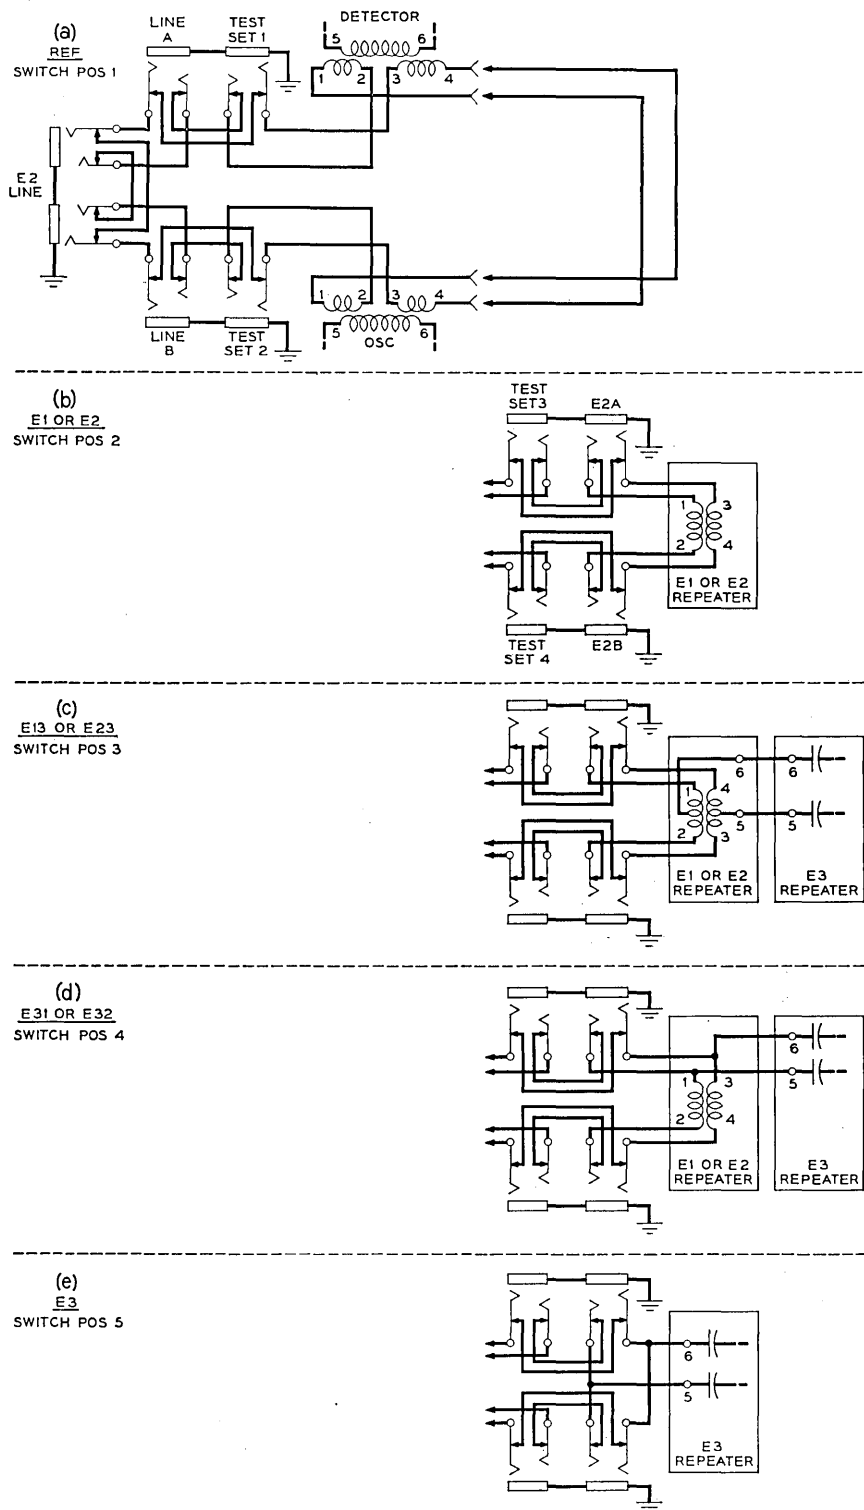 (a)
REF
SWITCH POS 1
LINE
A
TEST
SET 1
DETECTOR
5 6
1 2 3 4
E2
LINE
1 2 3 4
5 6
OSC
LINE
B
TEST
SET 2
(b)
E1 OR E2
SWITCH POS 2
TEST
SET3
E2A
1 3
2 4
E1 OR E2
REPEATER
TEST
SET 4
E2B
(c)
E13 OR E23
SWITCH POS 3
6 6
1 4
2 3
5 5
E1 OR E2
REPEATER
E3
REPEATER
(d)
E31 OR E32
SWITCH POS 4
6
5
1 3
2 4
E1 OR E2
REPEATER
E3
REPEATER
(e)
E3
SWITCH POS 5
6
5
E3
REPEATER